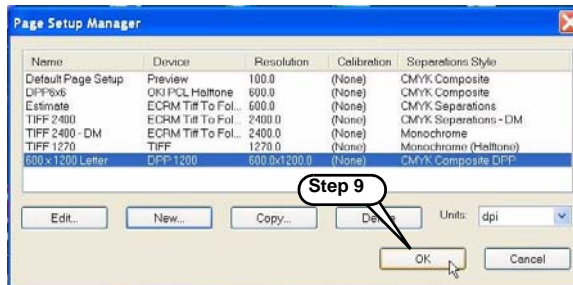 Page Setup Manager
Name Device Resolution Calibration Separations Style
Default Page Setup Preview 100.0 (None) CMYK Composite
DPP6x6 OKI PCL Halftone 600.0 (None) CMYK Composite
Estimate ECRM Tiff To Fol... 600.0 (None) CMYK Separations
TIFF 2400 ECRM Tiff To Fol... 2400.0 (None) CMYK Separations - DM
TIFF 2400 - DM ECRM Tiff To Fol... 2400.0 (None) Monochrome
TIFF 1270 TIFF 1270.0 (None) Monochrome (Halftone)
600 x 1200 Letter DPP 1200 600.0x1200.0 (None) CMYK Composite DPP
Step 9
Edit... New... Copy... Units: dpi
OK Cancel